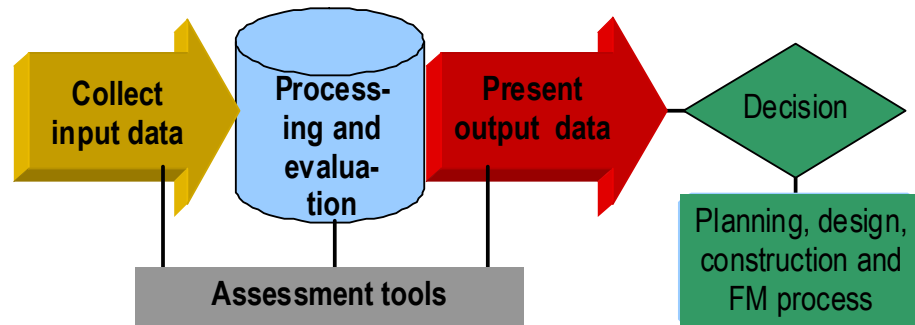 Collect
input data
Process-
ing and
evalua-
tion
Present
output data
Decision
Planning, design,
construction and
FM process
Assessment tools